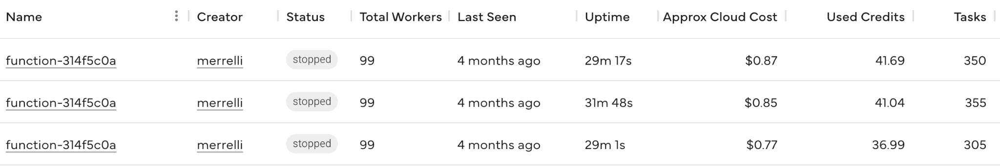 Name Creator Status Total Workers Last Seen Uptime Approx Cloud Cost Used Credits Tasks
function-314f5c0a merrelli stopped 99 4 months ago 29m 17s $0.87 41.69 350
function-314f5c0a merrelli stopped 99 4 months ago 31m 48s $0.85 41.04 355
function-314f5c0a merrelli stopped 99 4 months ago 29m 1s $0.77 36.99 305